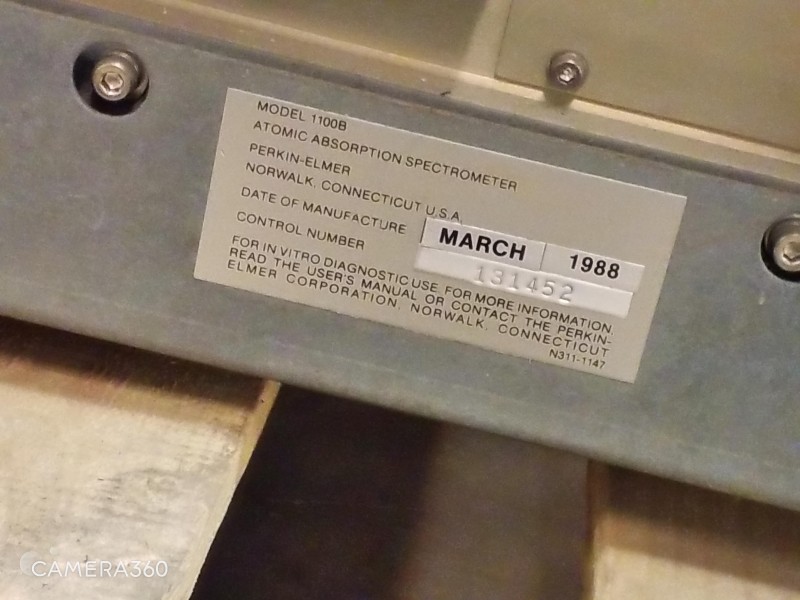 MODEL 1100B
ATOMIC ABSORPTION SPECTROMETER
PERKIN-ELMER
NORWALK, CONNECTICUT U.S.A.
DATE OF MANUFACTURE MARCH 1988
CONTROL NUMBER 131452
FOR IN VITRO DIAGNOSTIC USE. FOR MORE INFORMATION,
READ THE USER'S MANUAL OR CONTACT THE PERKIN-
ELMER CORPORATION, NORWALK, CONNECTICUT
N311-1147
CAMERA360